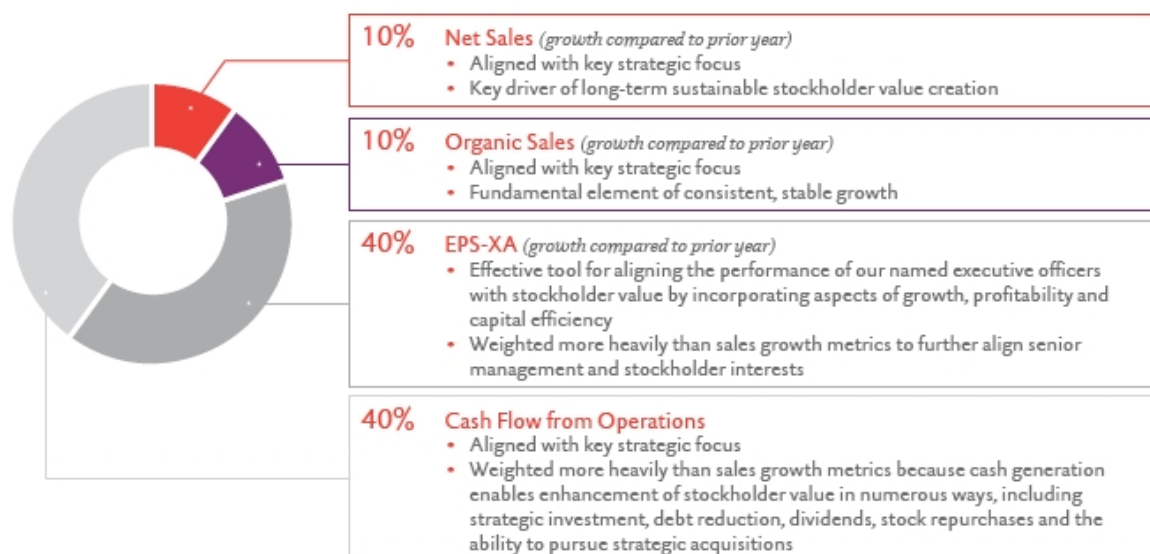 10% Net Sales (growth compared to prior year)
• Aligned with key strategic focus
• Key driver of long-term sustainable stockholder value creation
10% Organic Sales (growth compared to prior year)
• Aligned with key strategic focus
• Fundamental element of consistent, stable growth
40% EPS-XA (growth compared to prior year)
• Effective tool for aligning the performance of our named executive officers
with stockholder value by incorporating aspects of growth, profitability and
capital efficiency
• Weighted more heavily than sales growth metrics to further align senior
management and stockholder interests
40% Cash Flow from Operations
• Aligned with key strategic focus
• Weighted more heavily than sales growth metrics because cash generation
enables enhancement of stockholder value in numerous ways, including
strategic investment, debt reduction, dividends, stock repurchases and the
ability to pursue strategic acquisitions